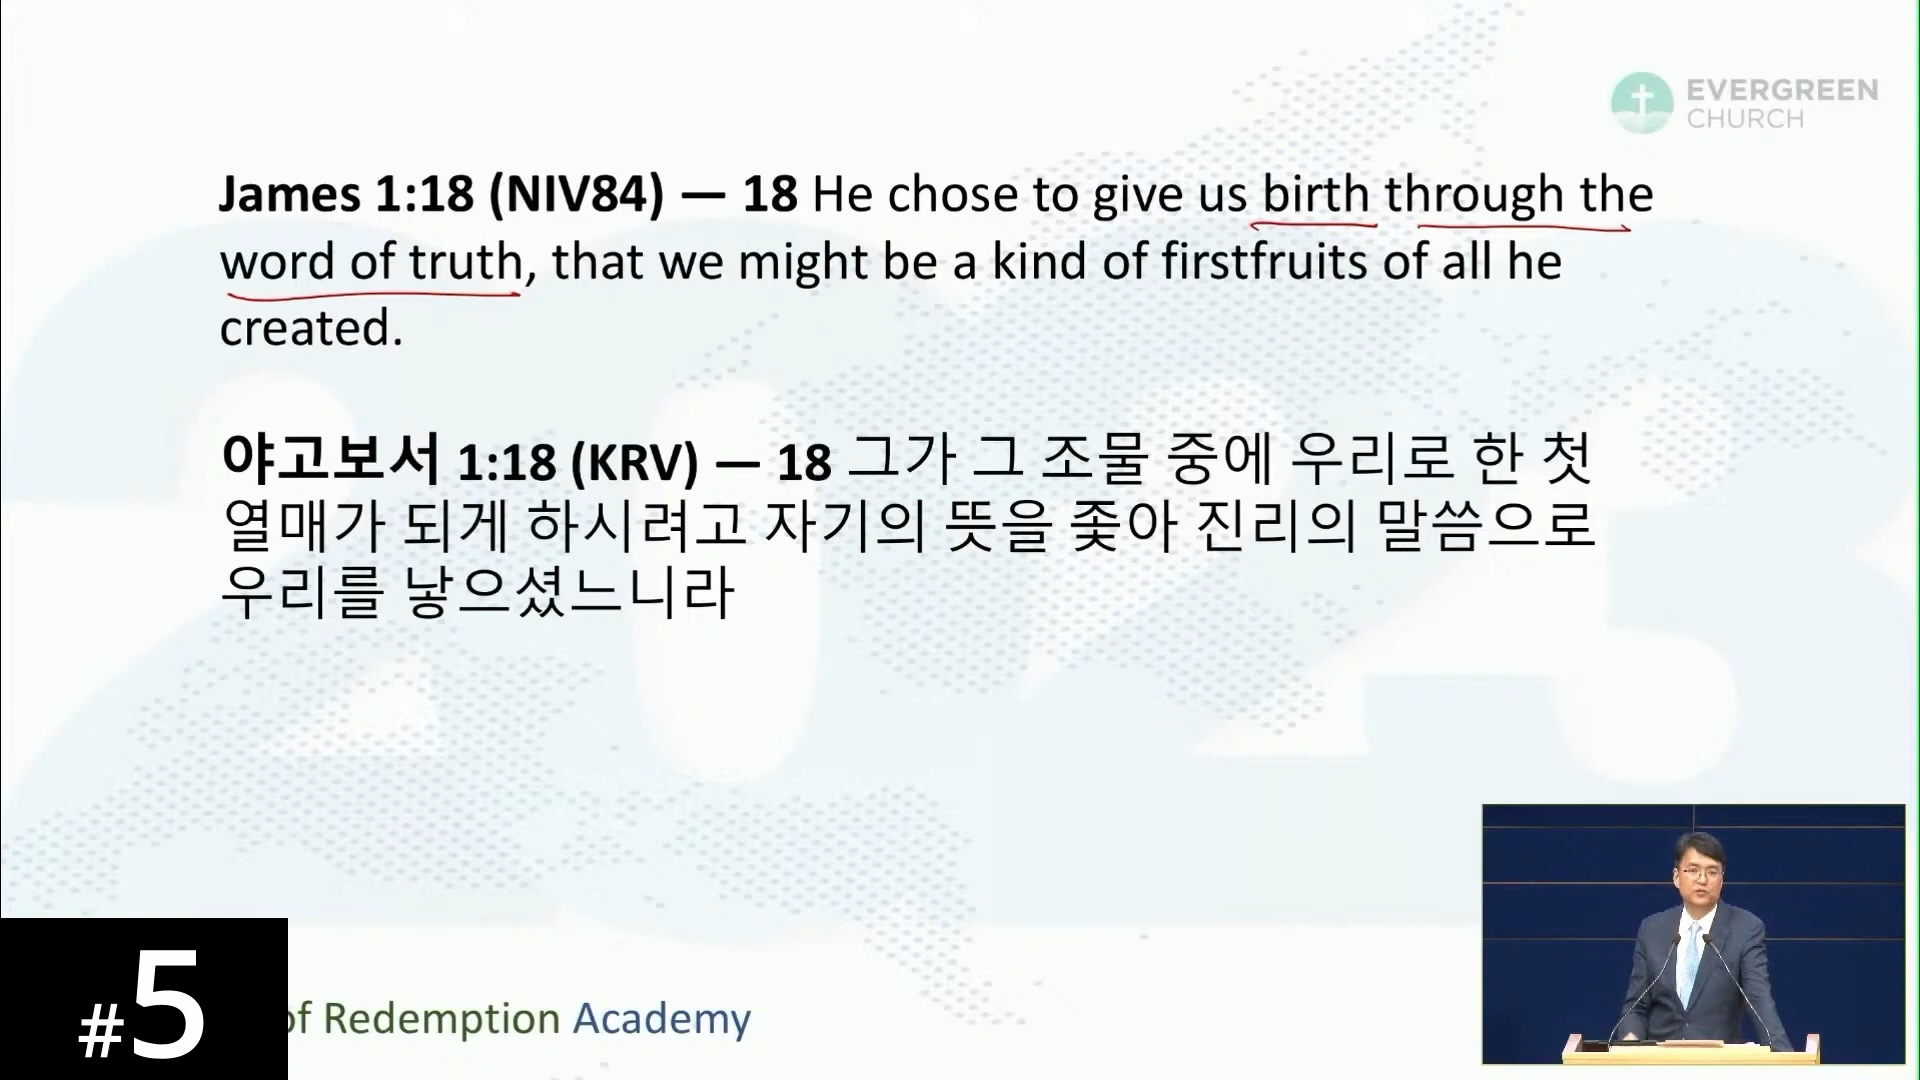 EVERGREEN
CHURCH
James 1:18 (NIV84) — 18 He chose to give us birth through the
word of truth, that we might be a kind of firstfruits of all he
created.
야고보서 1:18 (KRV) — 18 그가 그 조물 중에 우리로 한 첫
열매가 되게 하시려고 자기의 뜻을 좇아 진리의 말씀으로
우리를 낳으셨느니라
#5
of Redemption Academy